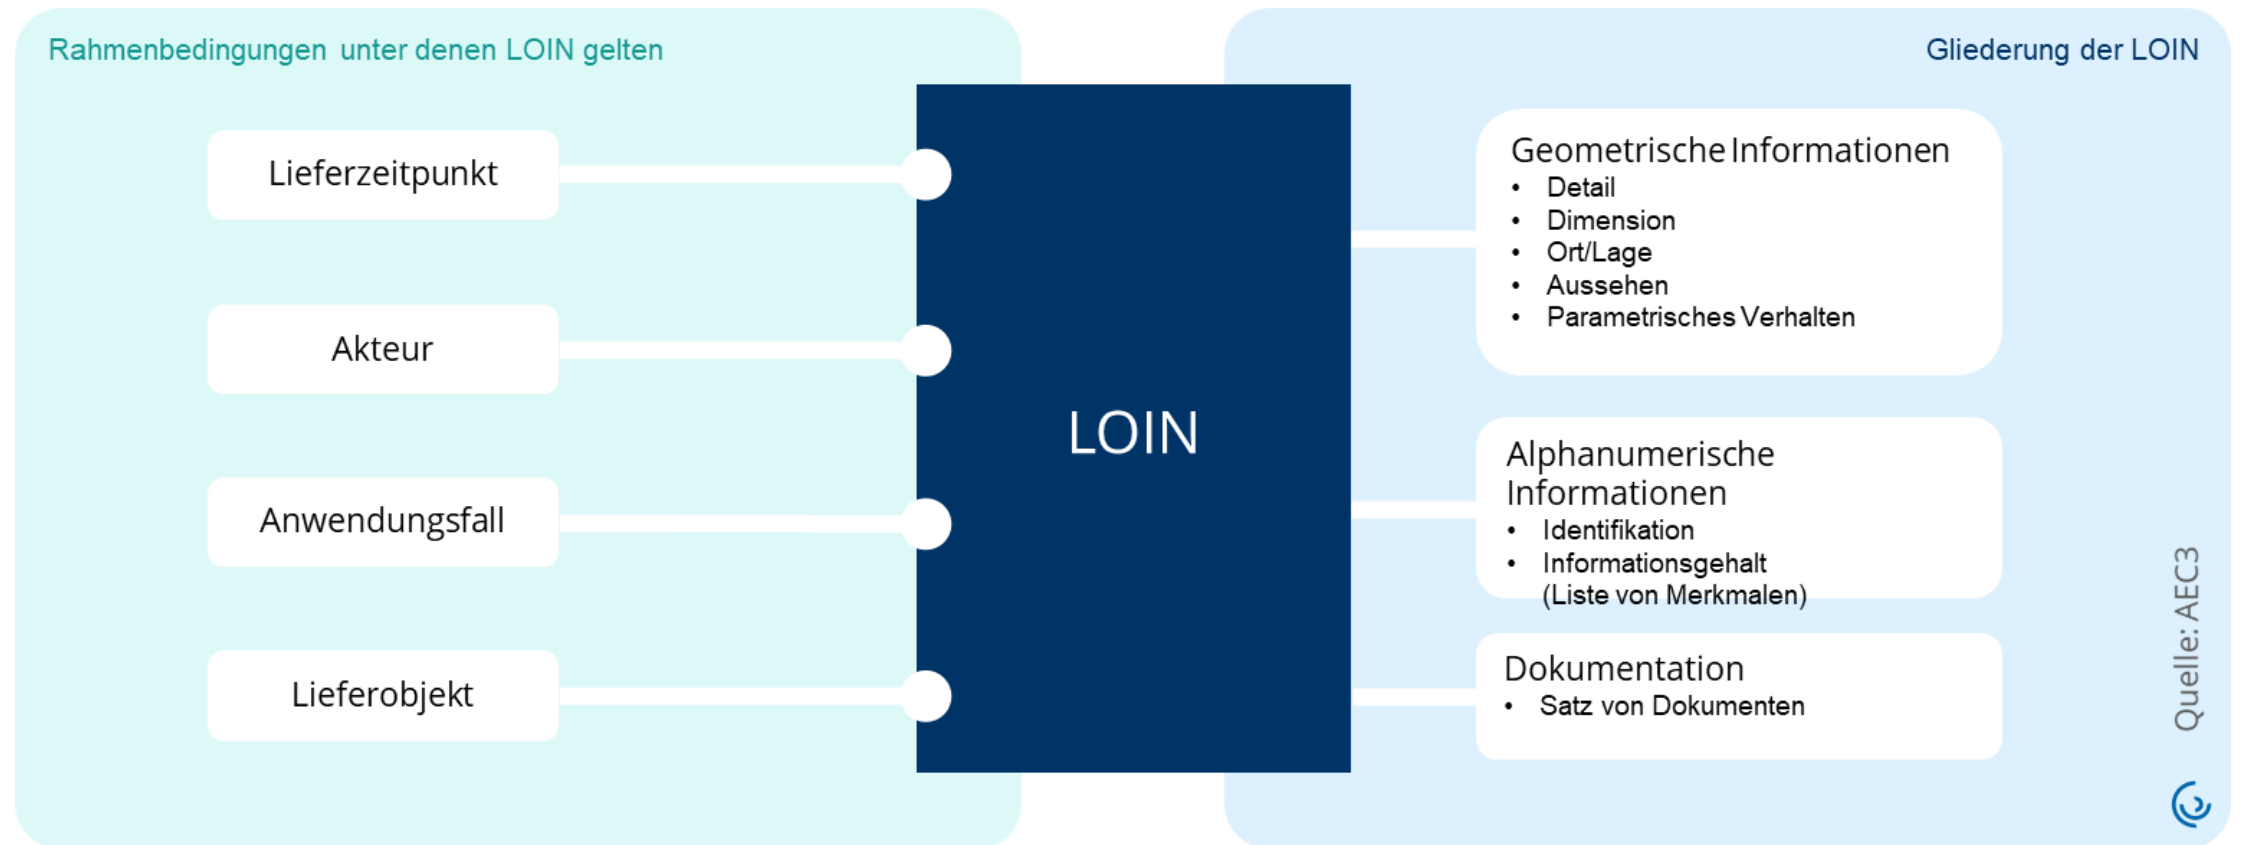 Rahmenbedingungen unter denen LOIN gelten
Lieferzeitpunkt
Akteur
Anwendungsfall
Lieferobjekt
LOIN
Gliederung der LOIN
Geometrische Informationen
• Detail
• Dimension
• Ort/Lage
• Aussehen
• Parametrisches Verhalten
Alphanumerische
Informationen
• Identifikation
• Informationsgehalt
(Liste von Merkmalen)
Dokumentation
• Satz von Dokumenten
Quelle: AEC3